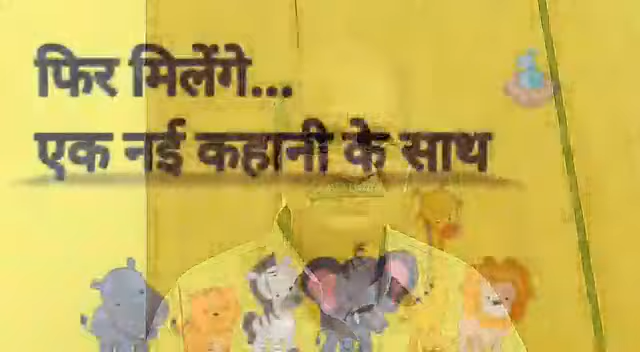 फिर मिलेंगे...
एक नई कहानी के साथ